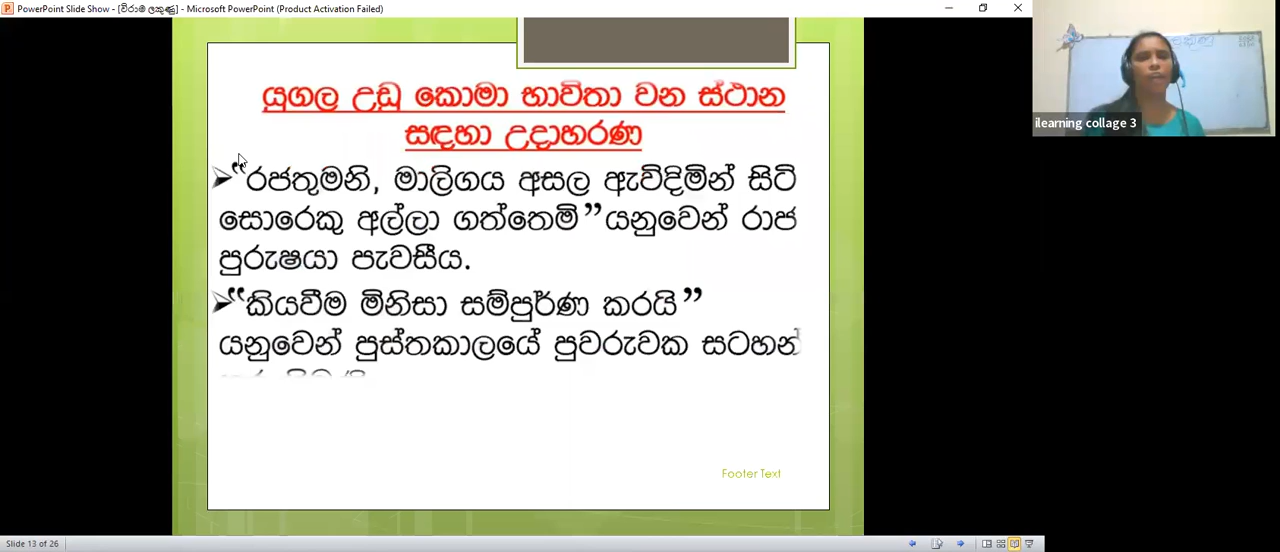 PowerPoint Slide Show - [විරාම ලකුණු] - Microsoft PowerPoint (Product Activation Failed)
යුගල උඩු කොමා භාවිතා වන ස්ථාන
සඳහා උදාහරණ
“රජතුමනි, මාලිගය අසල ඇවිදිමින් සිටි
සොරෙකු අල්ලා ගත්තෙමි” යනුවෙන් රාජ
පුරුෂයා පැවසීය.
“කියවීම මිනිසා සම්පුර්ණ කරයි”
යනුවෙන් පුස්තකාලයේ පුවරුවක සටහන්
Footer Text
ilearning collage 3
Slide 13 of 26